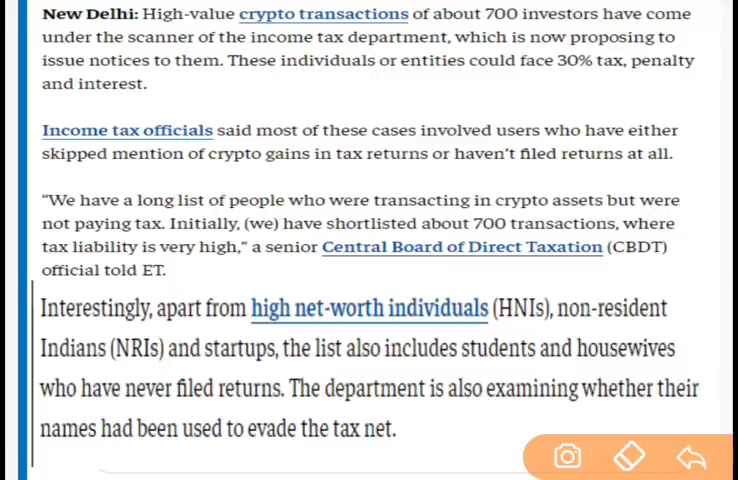 New Delhi: High-value crypto transactions of about 700 investors have come
under the scanner of the income tax department, which is now proposing to
issue notices to them. These individuals or entities could face 30% tax, penalty
and interest.
Income tax officials said most of these cases involved users who have either
skipped mention of crypto gains in tax returns or haven't filed returns at all.
"We have a long list of people who were transacting in crypto assets but were
not paying tax. Initially, (we) have shortlisted about 700 transactions, where
tax liability is very high," a senior Central Board of Direct Taxation (CBDT)
official told ET.
Interestingly, apart from high net-worth individuals (HNIs), non-resident
Indians (NRIs) and startups, the list also includes students and housewives
who have never filed returns. The department is also examining whether their
names had been used to evade the tax net.